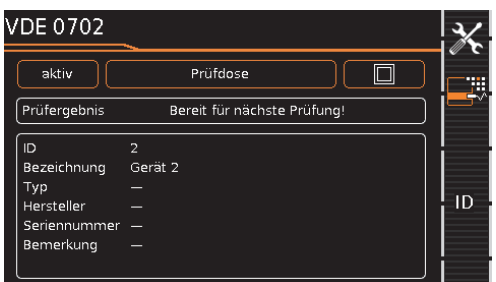 VDE 0702
aktiv Prüfdose
Prüfergebnis Bereit für nächste Prüfung!
ID 2
Bezeichnung Gerät 2
Typ —
Hersteller —
Seriennummer —
Bemerkung —
ID